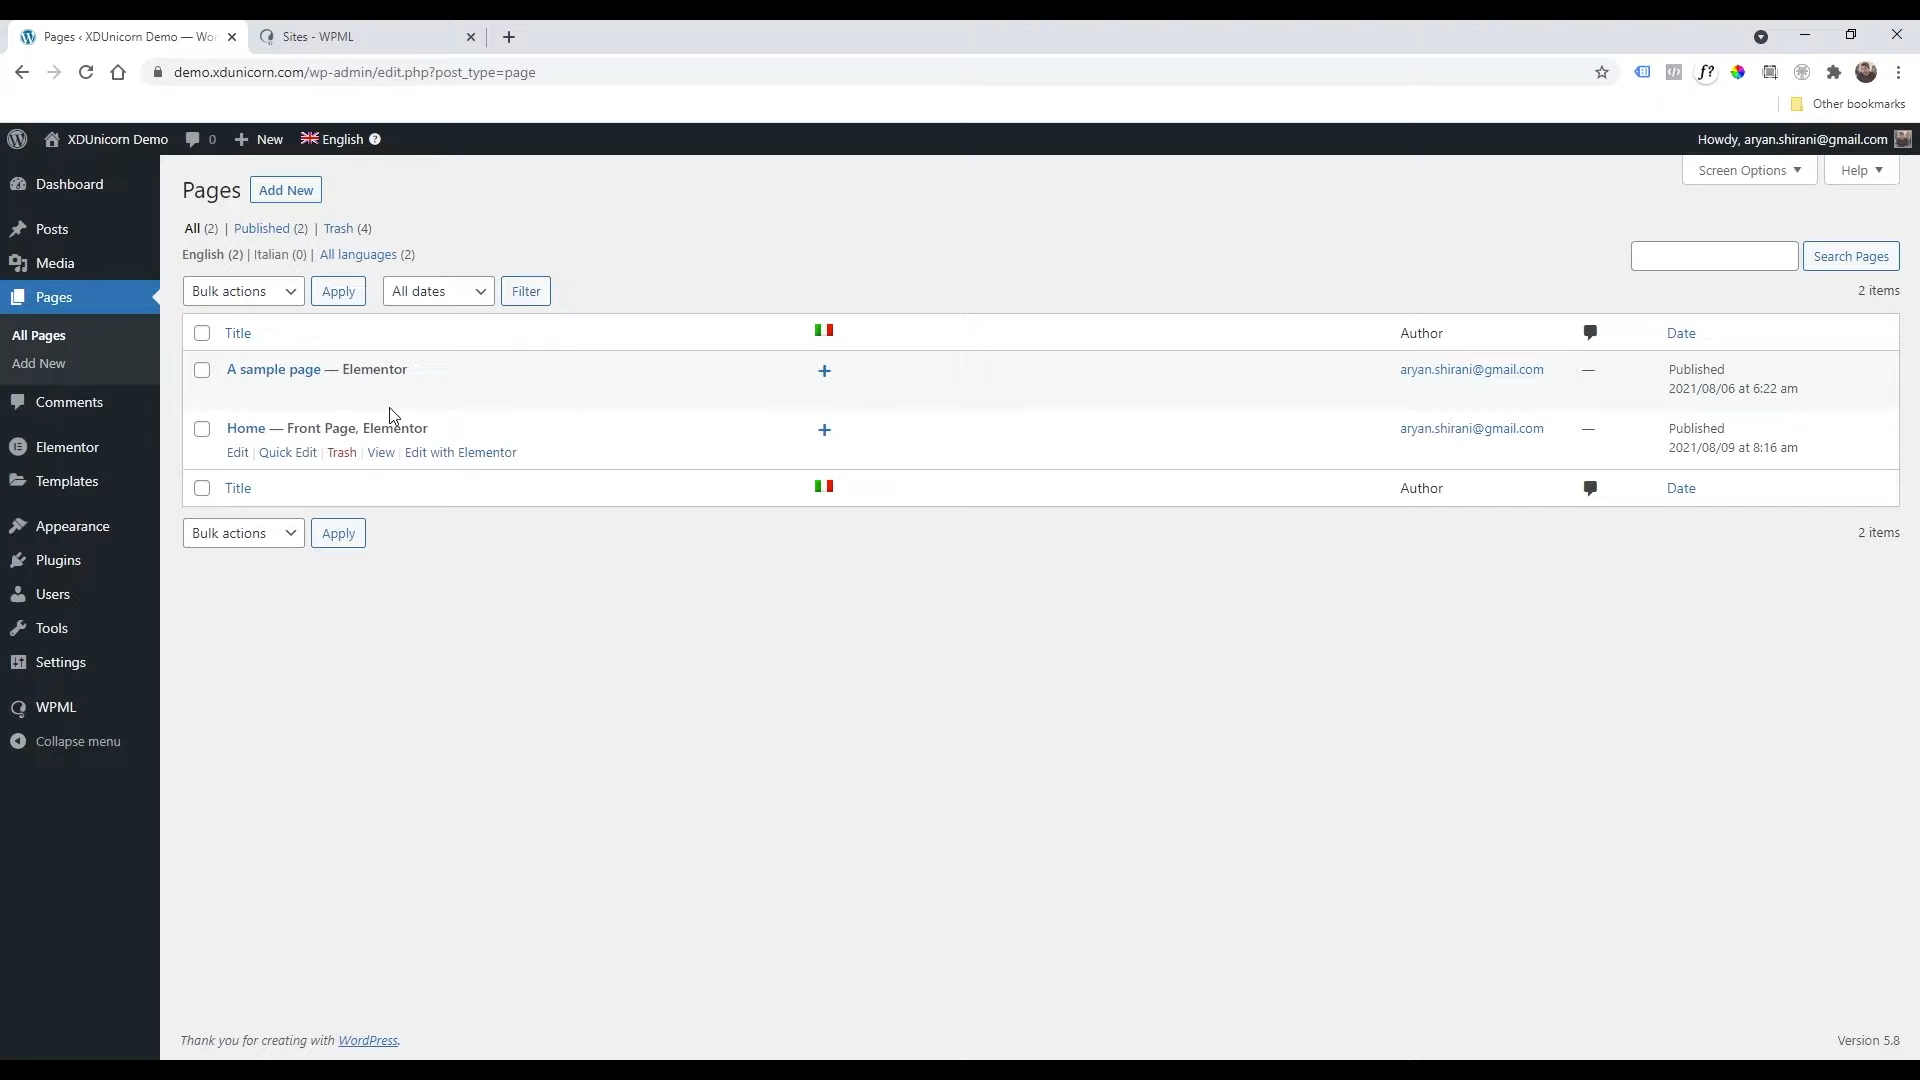 Pages ‹ XDUnicorn Demo — Wor
Sites - WPML
demo.xdunicorn.com/wp-admin/edit.php?post_type=page
f?
Other bookmarks
XDUnicorn Demo 0 New English ?
Howdy, aryan.shirani@gmail.com
Dashboard
Posts
Media
Pages
All Pages
Add New
Comments
Elementor
Templates
Appearance
Plugins
Users
Tools
Settings
WPML
Collapse menu
Pages Add New
Screen Options Help
All (2) | Published (2) | Trash (4)
English (2) | Italian (0) | All languages (2)
Search Pages
Bulk actions Apply All dates Filter
2 items
Title Author Date
A sample page — Elementor + aryan.shirani@gmail.com — Published
2021/08/06 at 6:22 am
Home — Front Page, Elementor + aryan.shirani@gmail.com — Published
Edit | Quick Edit | Trash | View | Edit with Elementor 2021/08/09 at 8:16 am
Title Author Date
Bulk actions Apply
2 items
Thank you for creating with WordPress.
Version 5.8